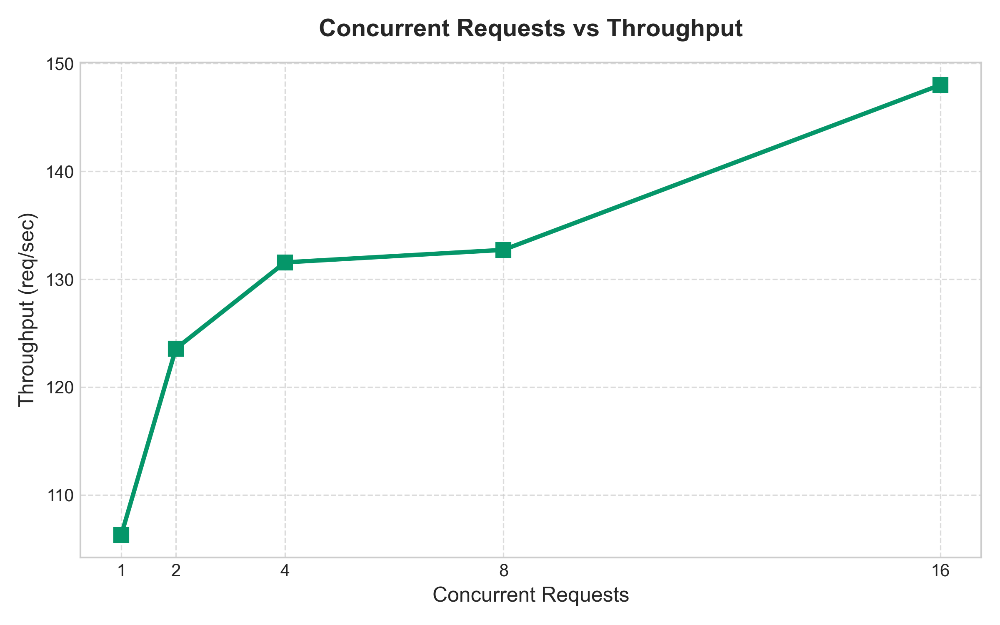 Concurrent Requests vs Throughput
150
140
130
120
110
Throughput (req/sec)
1 2 4 8 16
Concurrent Requests